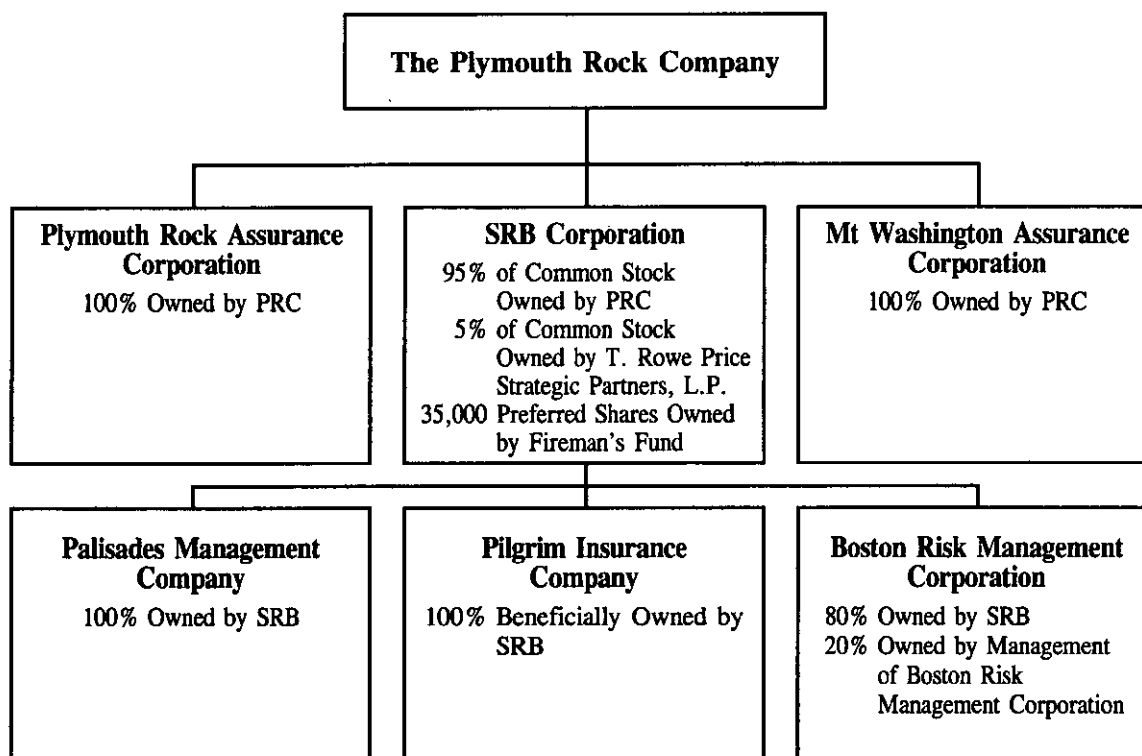 The Plymouth Rock Company
Plymouth Rock Assurance
Corporation
100% Owned by PRC
SRB Corporation
95% of Common Stock
Owned by PRC
5% of Common Stock
Owned by T. Rowe Price
Strategic Partners, L.P.
35,000 Preferred Shares Owned
by Fireman's Fund
Mt Washington Assurance
Corporation
100% Owned by PRC
Palisades Management
Company
100% Owned by SRB
Pilgrim Insurance
Company
100% Beneficially Owned by
SRB
Boston Risk Management
Corporation
80% Owned by SRB
20% Owned by Management
of Boston Risk
Management Corporation